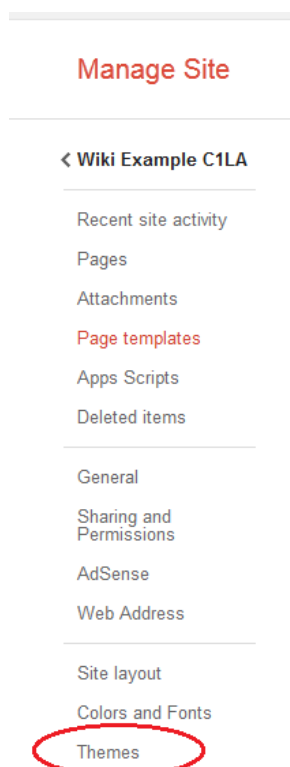 Manage Site
Wiki Example C1LA
Recent site activity
Pages
Attachments
Page templates
Apps Scripts
Deleted items
General
Sharing and
Permissions
AdSense
Web Address
Site layout
Colors and Fonts
Themes